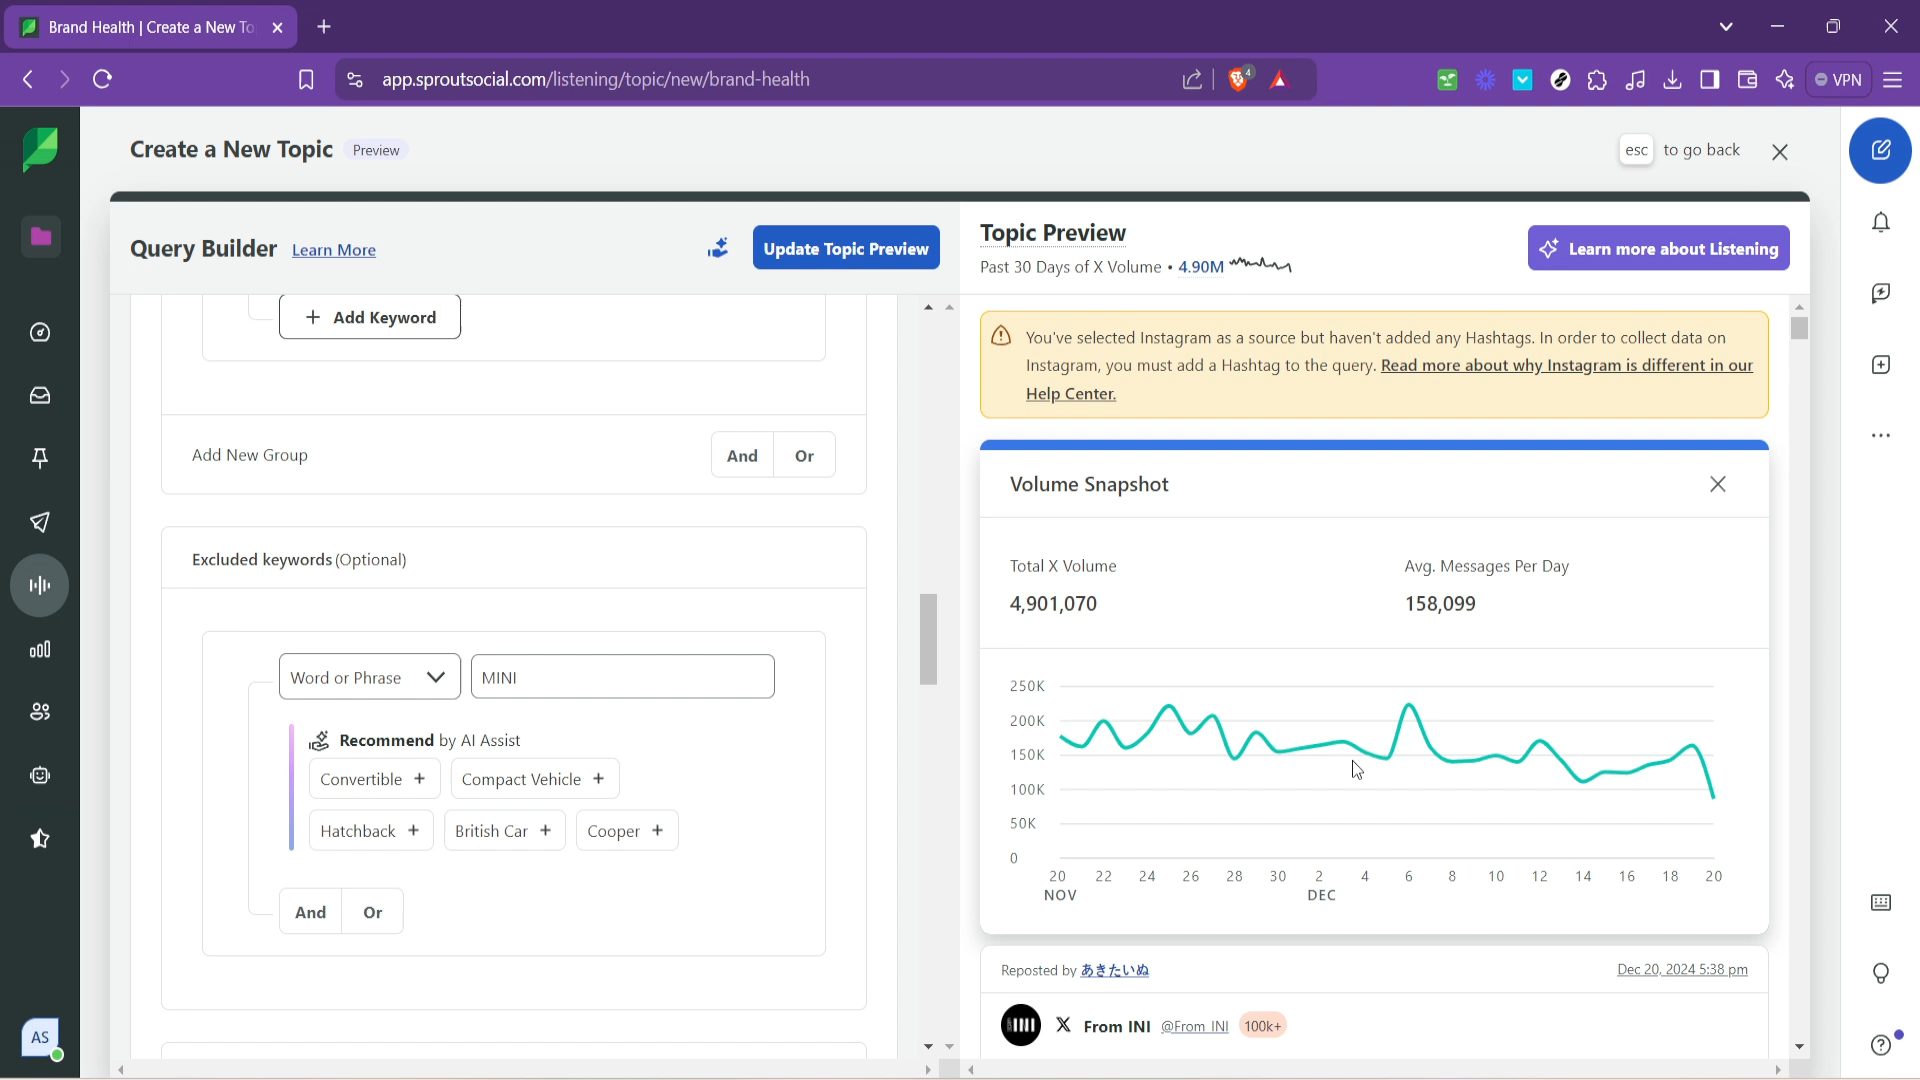 Brand Health | Create a New To
app.sproutsocial.com/listening/topic/new/brand-health
4
VPN
Create a New Topic Preview
esc to go back
Query Builder Learn More
Update Topic Preview
Topic Preview
Past 30 Days of X Volume • 4.90M
Learn more about Listening
+ Add Keyword
Add New Group And Or
Excluded keywords (Optional)
Word or Phrase MINI
Recommend by AI Assist
Convertible + Compact Vehicle +
Hatchback + British Car + Cooper +
And Or
You've selected Instagram as a source but haven't added any Hashtags. In order to collect data on
Instagram, you must add a Hashtag to the query. Read more about why Instagram is different in our
Help Center.
Volume Snapshot
Total X Volume Avg. Messages Per Day
4,901,070 158,099
250K
200K
150K
100K
50K
0
20 22 24 26 28 30 2 4 6 8 10 12 14 16 18 20
NOV DEC
Reposted by あきたいぬ Dec 20, 2024 5:38 pm
From INI @From_INI 100k+
AS